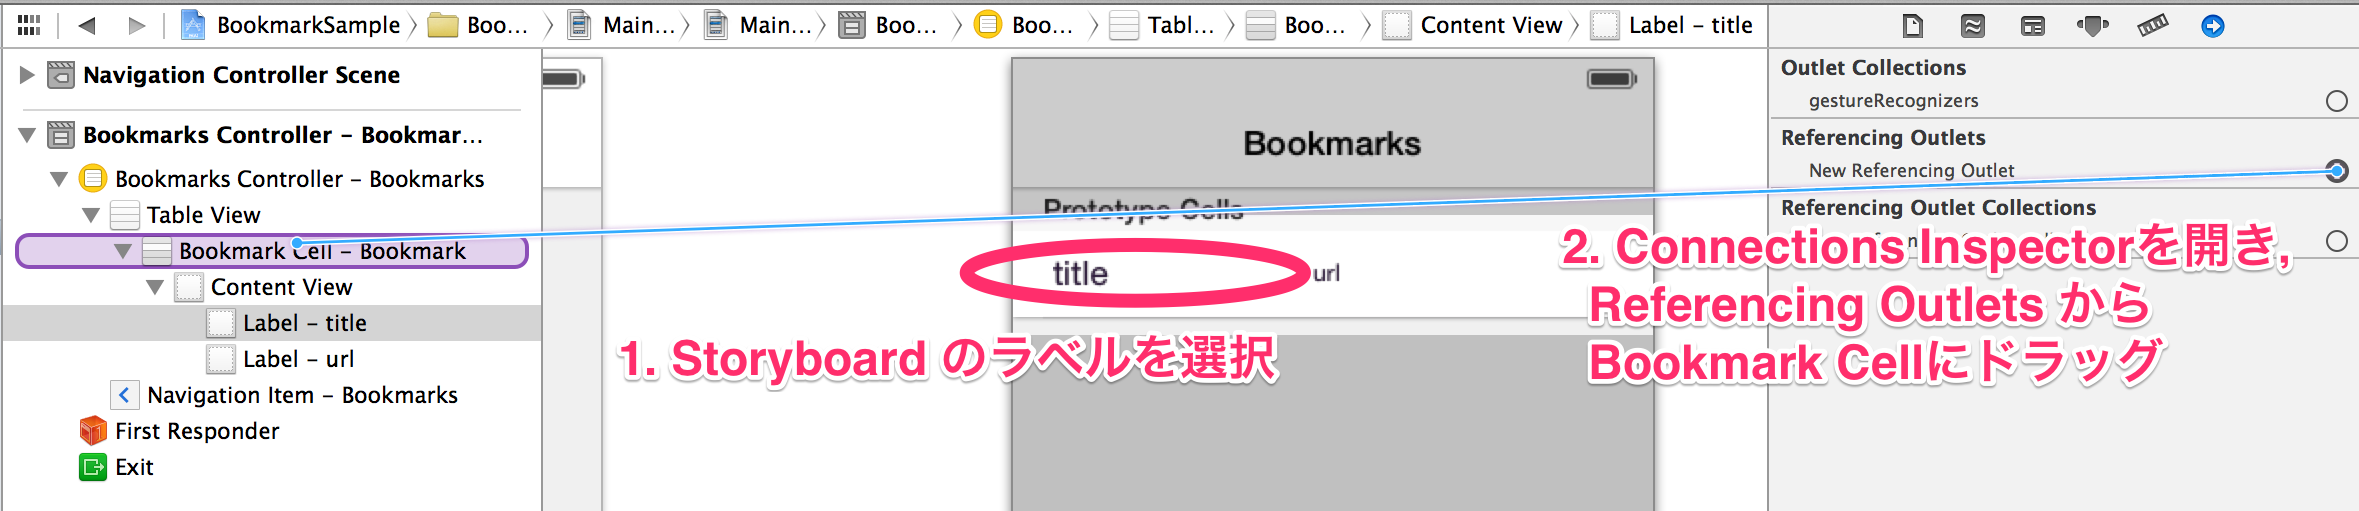 BookmarkSample
Boo...
Main...
Main...
Boo...
Boo...
Tabl...
Boo...
Content View
Label – title
Navigation Controller Scene
Bookmarks Controller – Bookmar...
Bookmarks Controller – Bookmarks
Table View
Bookmark Cell – Bookmark
Content View
Label – title
Label – url
Navigation Item – Bookmarks
First Responder
Exit
Bookmarks
Prototype Cells
title
url
1. Storyboard のラベルを選択
Outlet Collections
gestureRecognizers
Referencing Outlets
New Referencing Outlet
Referencing Outlet Collections
2. Connections Inspectorを開き,
Referencing Outlets から
Bookmark Cellにドラッグ